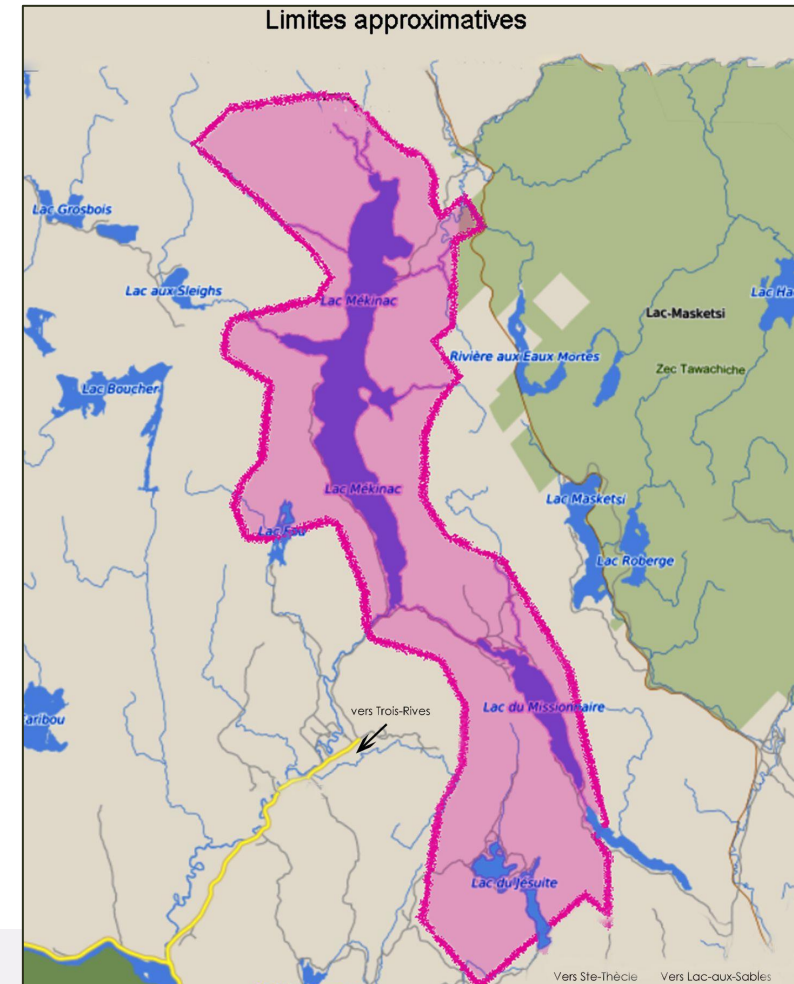 Limites approximatives
Lac Grosbois
Lac aux Sleighs
Lac Mékinac
Lac Ha
Lac-Masketsi
Rivière aux Eaux Mortes
Zec Tawachiche
Lac Boucher
Lac Mékinac
Lac Masketsi
Lac Fou
Lac Roberge
aribou
vers Trois-Rives
Lac du Missionnaire
Lac du Jésuite
Vers Ste-Thècle
Vers Lac-aux-Sables